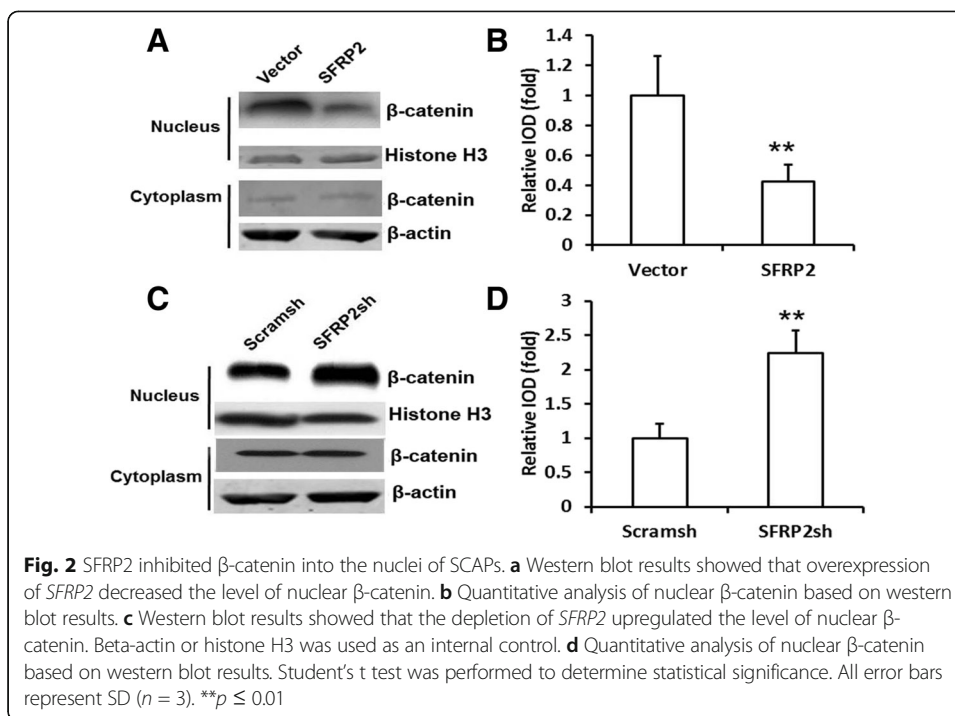 A
Vector
SFRP2
β-catenin
Nucleus
Histone H3
β-catenin
Cytoplasm
β-actin
B
Relative IOD (fold)
1.4
1.2
1
0.8
0.6
0.4
0.2
0
**
Vector
SFRP2
C
Scramsh
SFRP2sh
β-catenin
Nucleus
Histone H3
β-catenin
Cytoplasm
β-actin
D
Relative IOD (fold)
3
2.5
2
1.5
1
0.5
0
**
Scramsh
SFRP2sh
Fig. 2 SFRP2 inhibited β-catenin into the nuclei of SCAPs. a Western blot results showed that overexpression
of SFRP2 decreased the level of nuclear β-catenin. b Quantitative analysis of nuclear β-catenin based on western
blot results. c Western blot results showed that the depletion of SFRP2 upregulated the level of nuclear β-
catenin. Beta-actin or histone H3 was used as an internal control. d Quantitative analysis of nuclear β-catenin
based on western blot results. Student's t test was performed to determine statistical significance. All error bars
represent SD (n = 3). **p ≤ 0.01